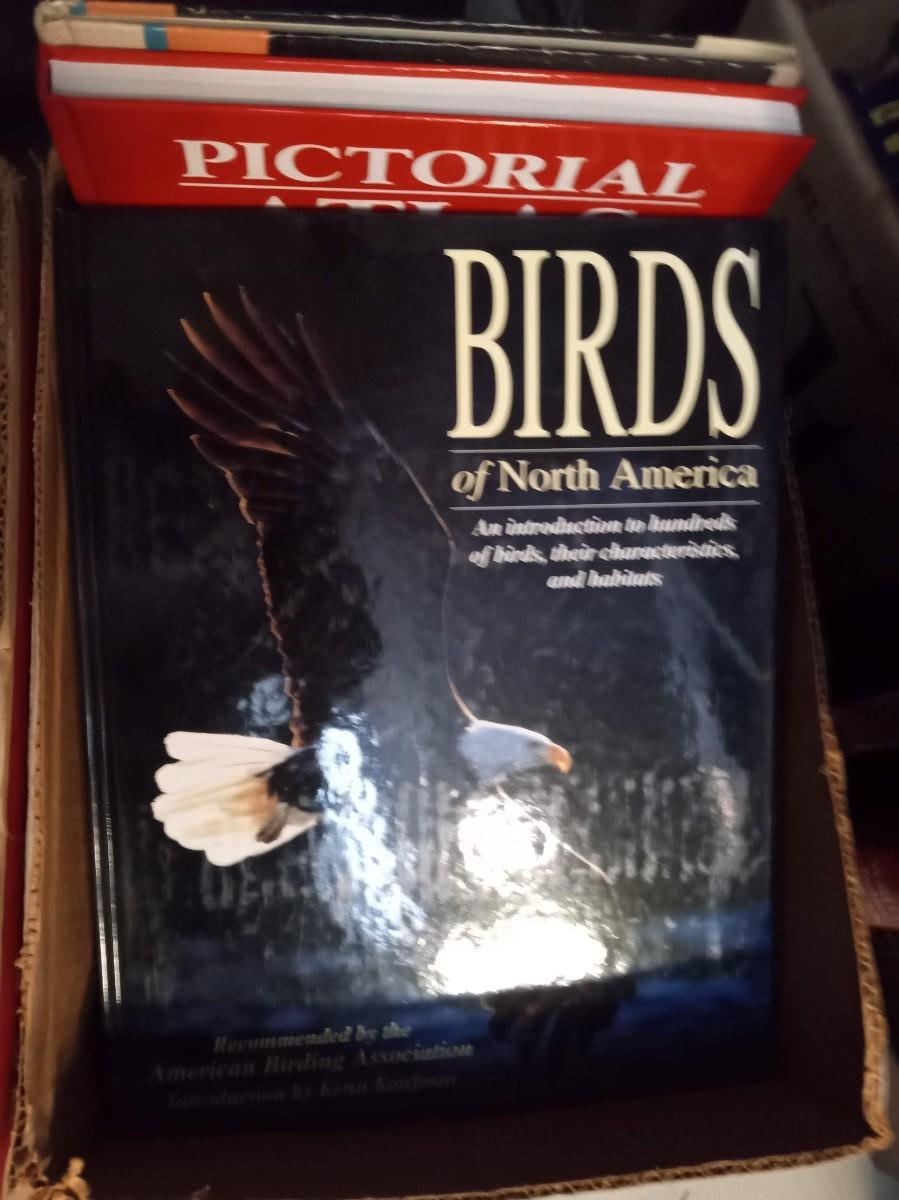 PICTORIAL
ATLAS
BIRDS
of North America
An introduction to hundreds
of birds, their characteristics,
and habitats
Recommended by the
American Birding Association
Introduction by Kenn Kaufman